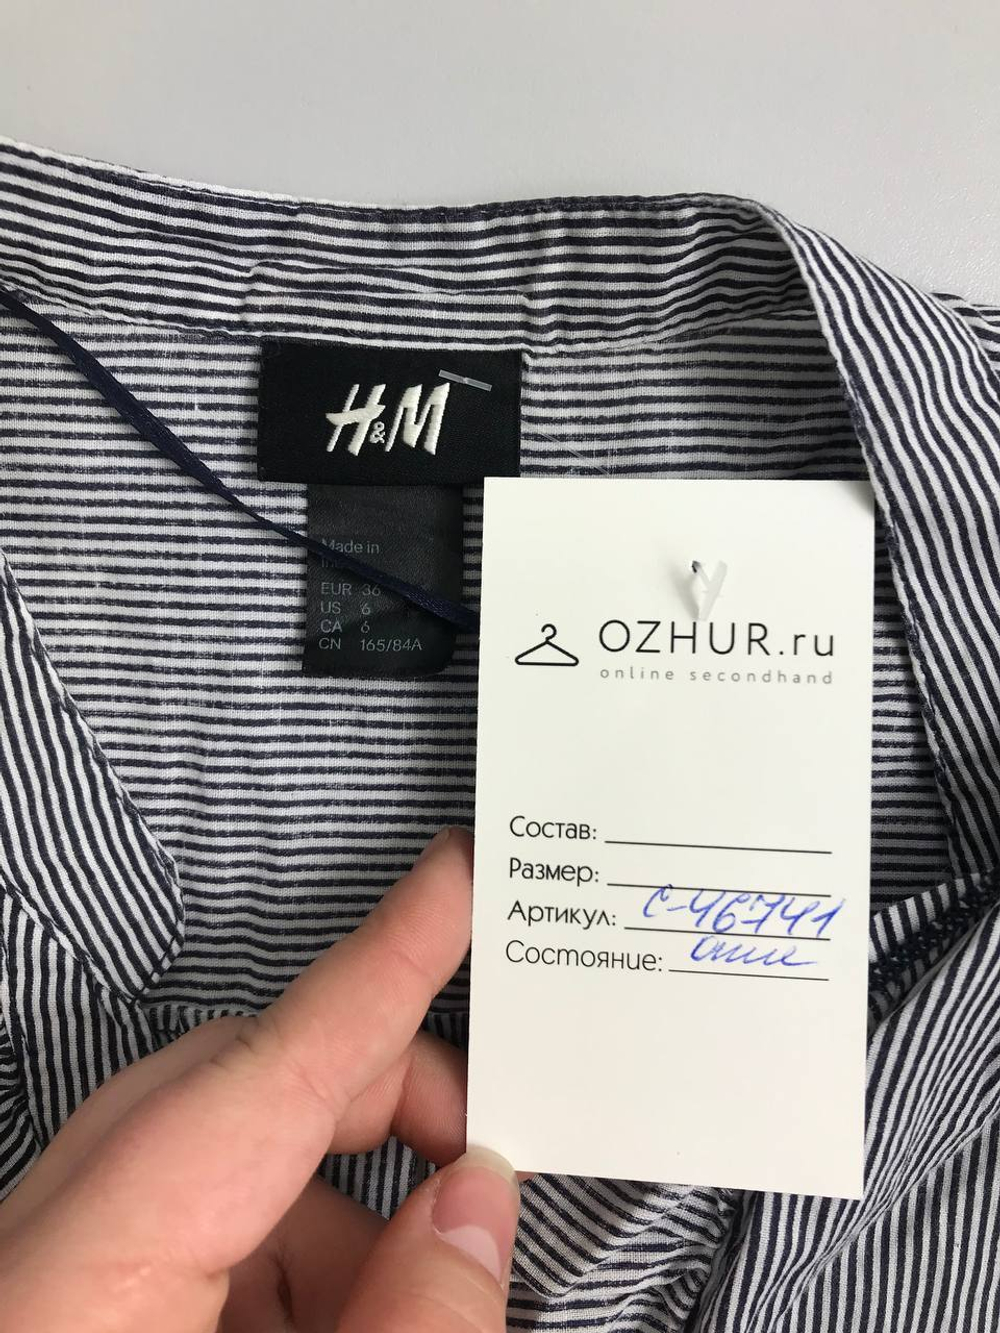 H&M
Made in
EUR 36
US 6
CA 6
CN 165/84A
OZHUR.ru
online secondhand
Состав:
Размер:
Артикул: С-46741
Состояние: отл